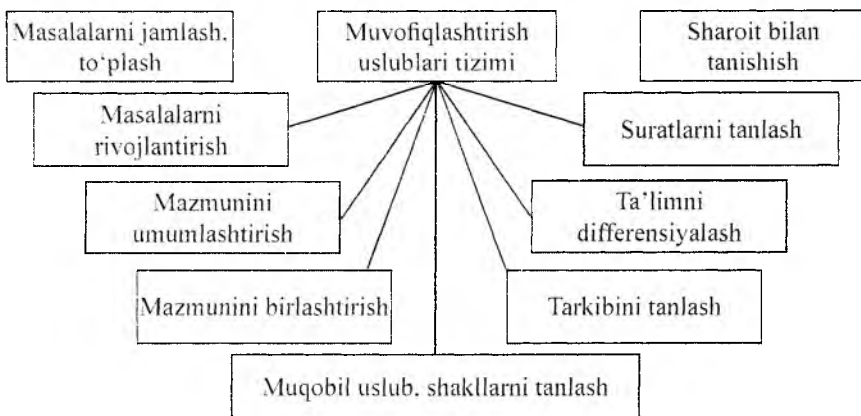 Masalalarni jamlash,
to‘plash
Muvofiqlashtirish
uslublari tizimi
Sharoit bilan
tanishish
Masalalarni
rivojlantirish
Suratlarni tanlash
Mazmunini
umumlashtirish
Ta’limni
differensiyalash
Mazmunini birlashtirish
Tarkibini tanlash
Muqobil uslub, shakllarni tanlash